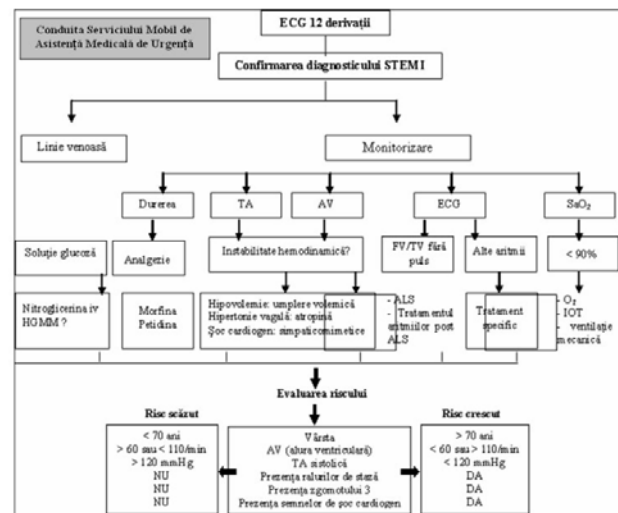 Conduita Serviciului Mobil de
Asistență Medicală de Urgență
ECG 12 derivații
Confirmarea diagnosticului STEMI
Linie venoasă
Monitorizare
Durerea
TA
AV
ECG
SaO₂
Soluție glucoză
Analgezie
Instabilitate hemodinamică?
FV/TV fără
puls
Alte aritmii
< 90%
Nitroglicerina iv
HGMM ?
Morfina
Petidina
Hipovolemie: umplere volemică
Hipertonie vagală: atropină
Șoc cardiogen: simpaticomimetice
- ALS
- Tratamentul
aritmiilor post
ALS
Tratament
specific
- O₂
- IOT
- ventilație
mecanică
Evaluarea riscului
Risc scăzut
< 70 ani
> 60 sau < 110/min
> 120 mmHg
NU
NU
NU
Vârsta
AV (alura ventriculară)
TA sistolică
Prezența ralurilor de stază
Prezența zgomotului 3
Prezența semnelor de șoc cardiogen
Risc crescut
> 70 ani
< 60 sau > 110/min
< 120 mmHg
DA
DA
DA